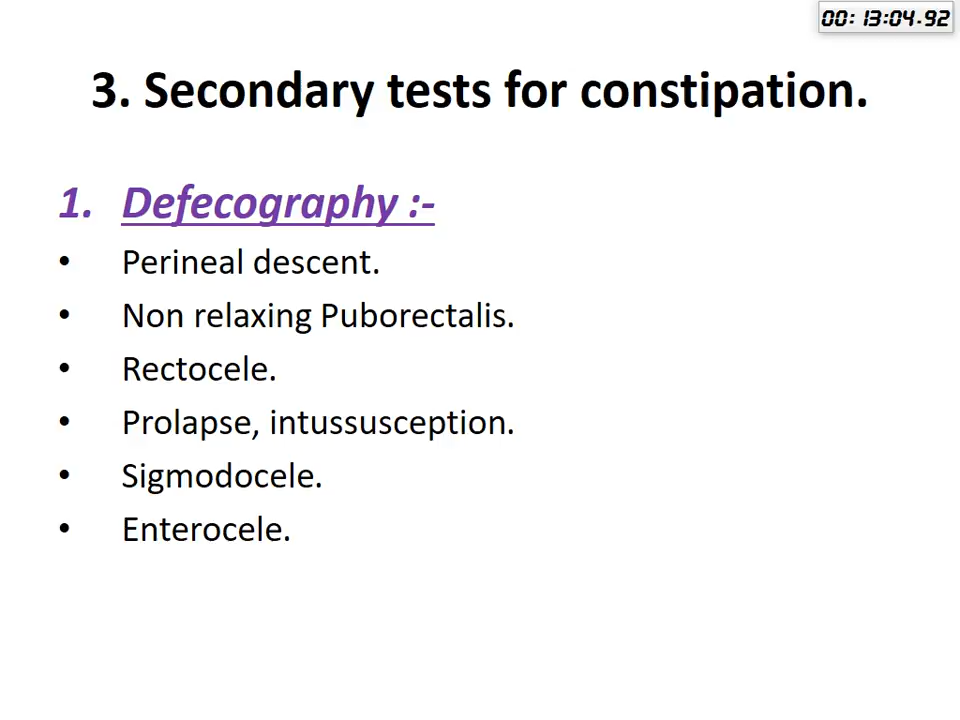 00: 13:04.92
3. Secondary tests for constipation.
1. Defecography :-
• Perineal descent.
• Non relaxing Puborectalis.
• Rectocele.
• Prolapse, intussusception.
• Sigmodocele.
• Enterocele.